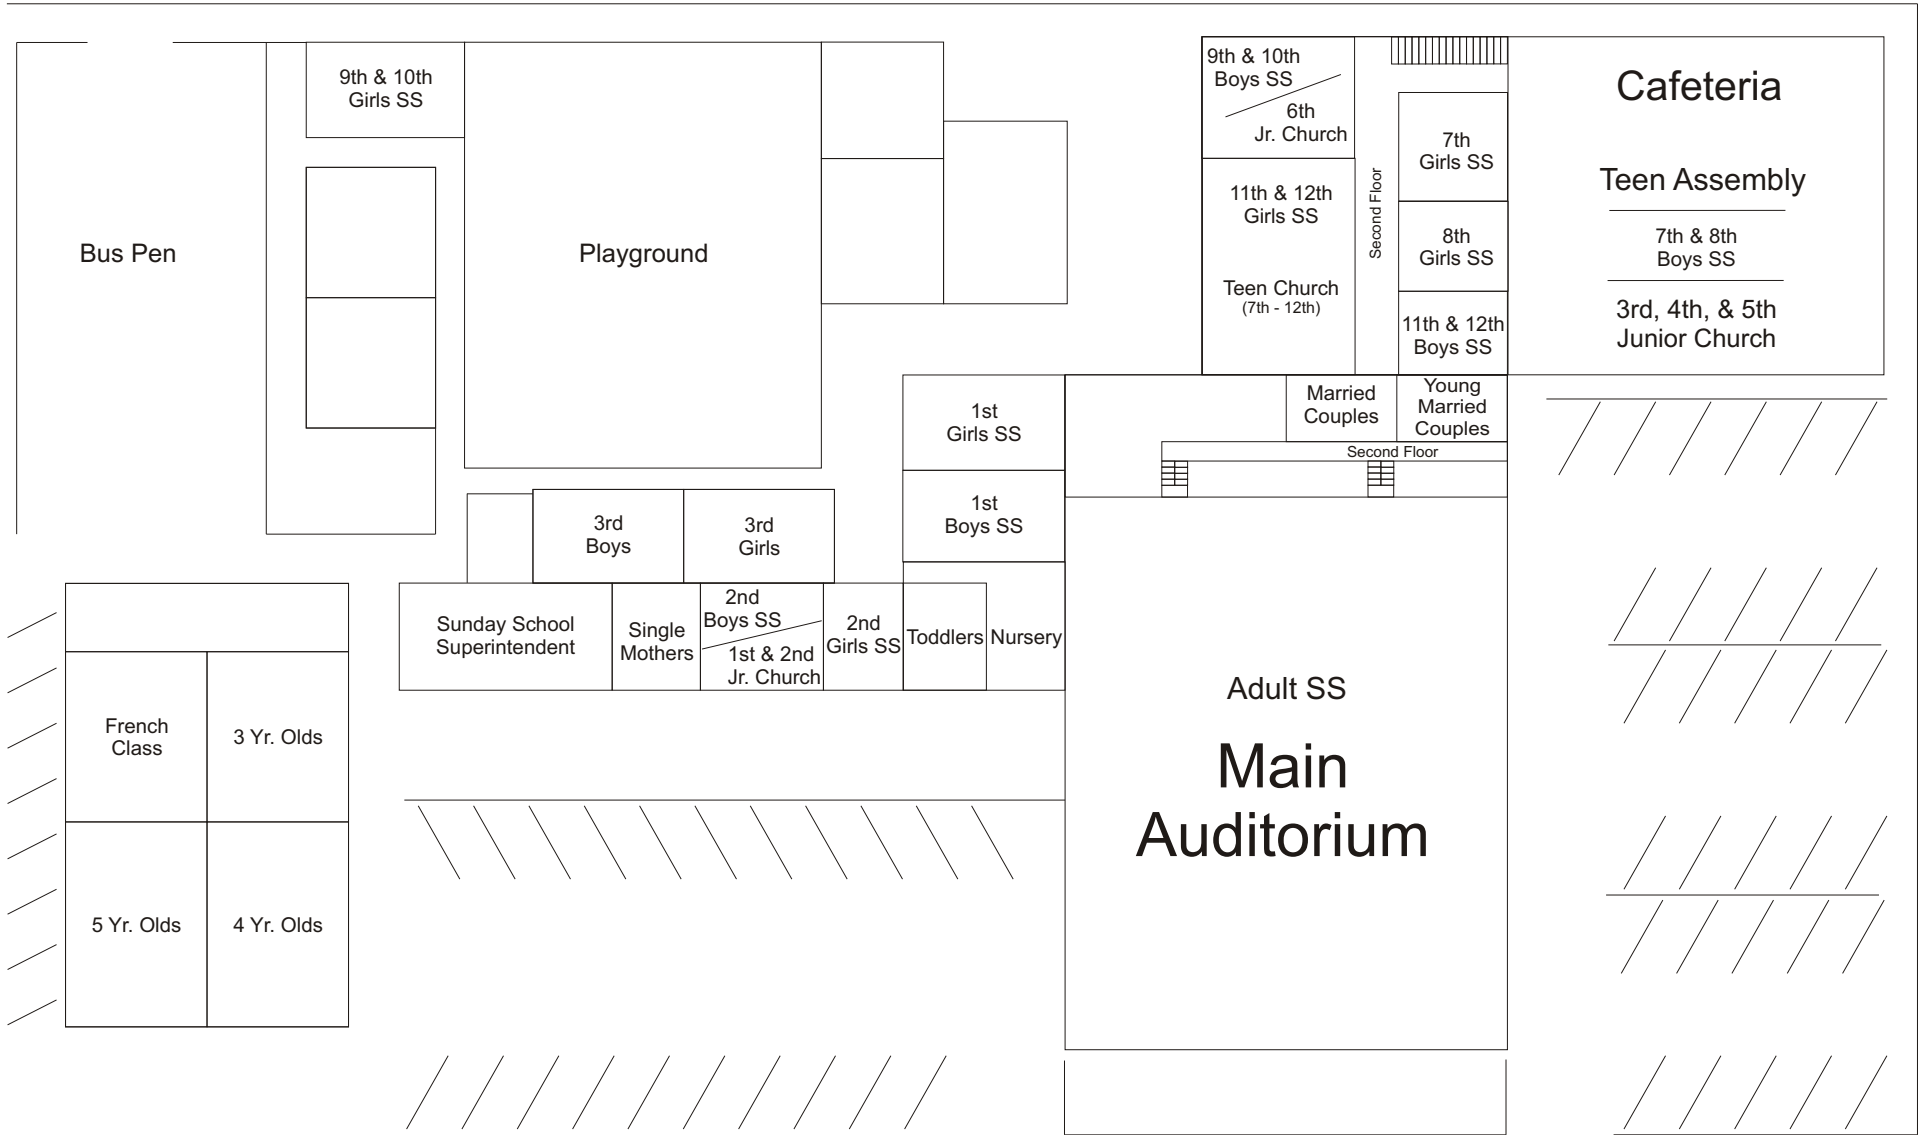 9th & 10th
Girls SS
Bus Pen
Playground
9th & 10th
Boys SS
6th
Jr. Church
11th & 12th
Girls SS
Teen Church
(7th - 12th)
Second Floor
7th
Girls SS
8th
Girls SS
11th & 12th
Boys SS
Cafeteria
Teen Assembly
7th & 8th
Boys SS
3rd, 4th, & 5th
Junior Church
Married
Couples
Young
Married
Couples
Second Floor
1st
Girls SS
1st
Boys SS
3rd
Boys
3rd
Girls
Sunday School
Superintendent
Single
Mothers
2nd
Boys SS
1st & 2nd
Jr. Church
2nd
Girls SS
Toddlers
Nursery
French
Class
3 Yr. Olds
5 Yr. Olds
4 Yr. Olds
Adult SS
Main
Auditorium